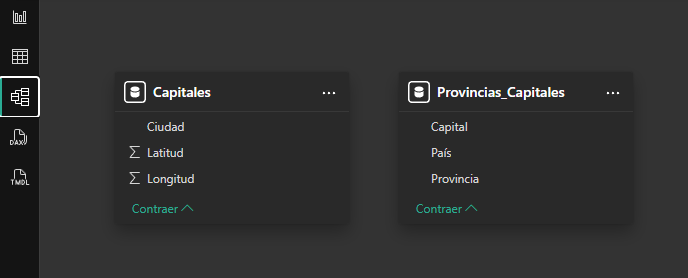 DAX
TMDL
Capitales
Ciudad
Latitud
Longitud
Contraer
Provincias_Capitales
Capital
País
Provincia
Contraer